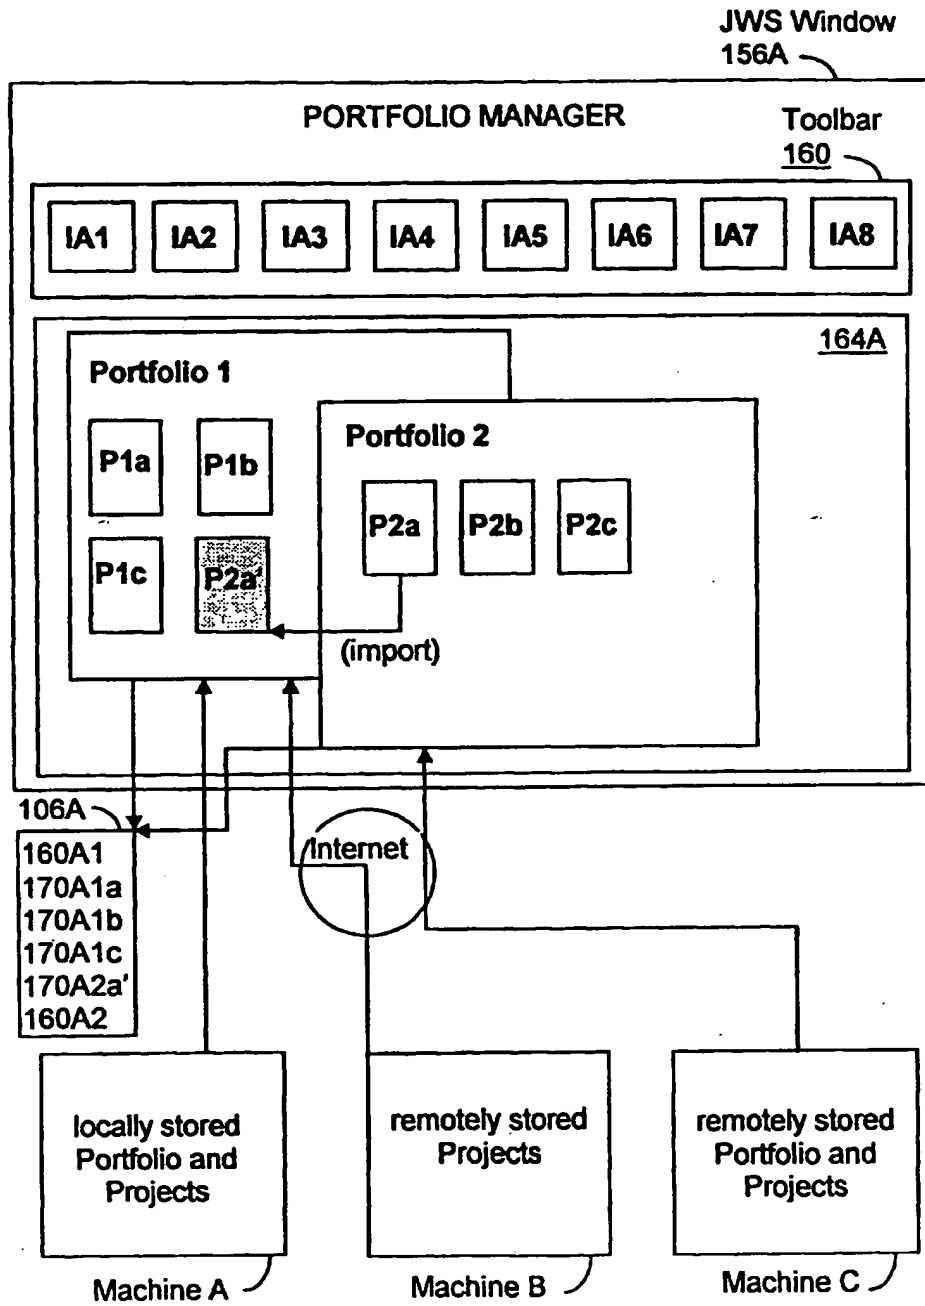 JWS Window
156A
PORTFOLIO MANAGER
Toolbar
160
IA1 IA2 IA3 IA4 IA5 IA6 IA7 IA8
164A
Portfolio 1
P1a P1b
P1c P2a'
Portfolio 2
P2a P2b P2c
(import)
106A
160A1
170A1a
170A1b
170A1c
170A2a'
160A2
Internet
locally stored
Portfolio and
Projects
Machine A
remotely stored
Projects
Machine B
remotely stored
Portfolio and
Projects
Machine C